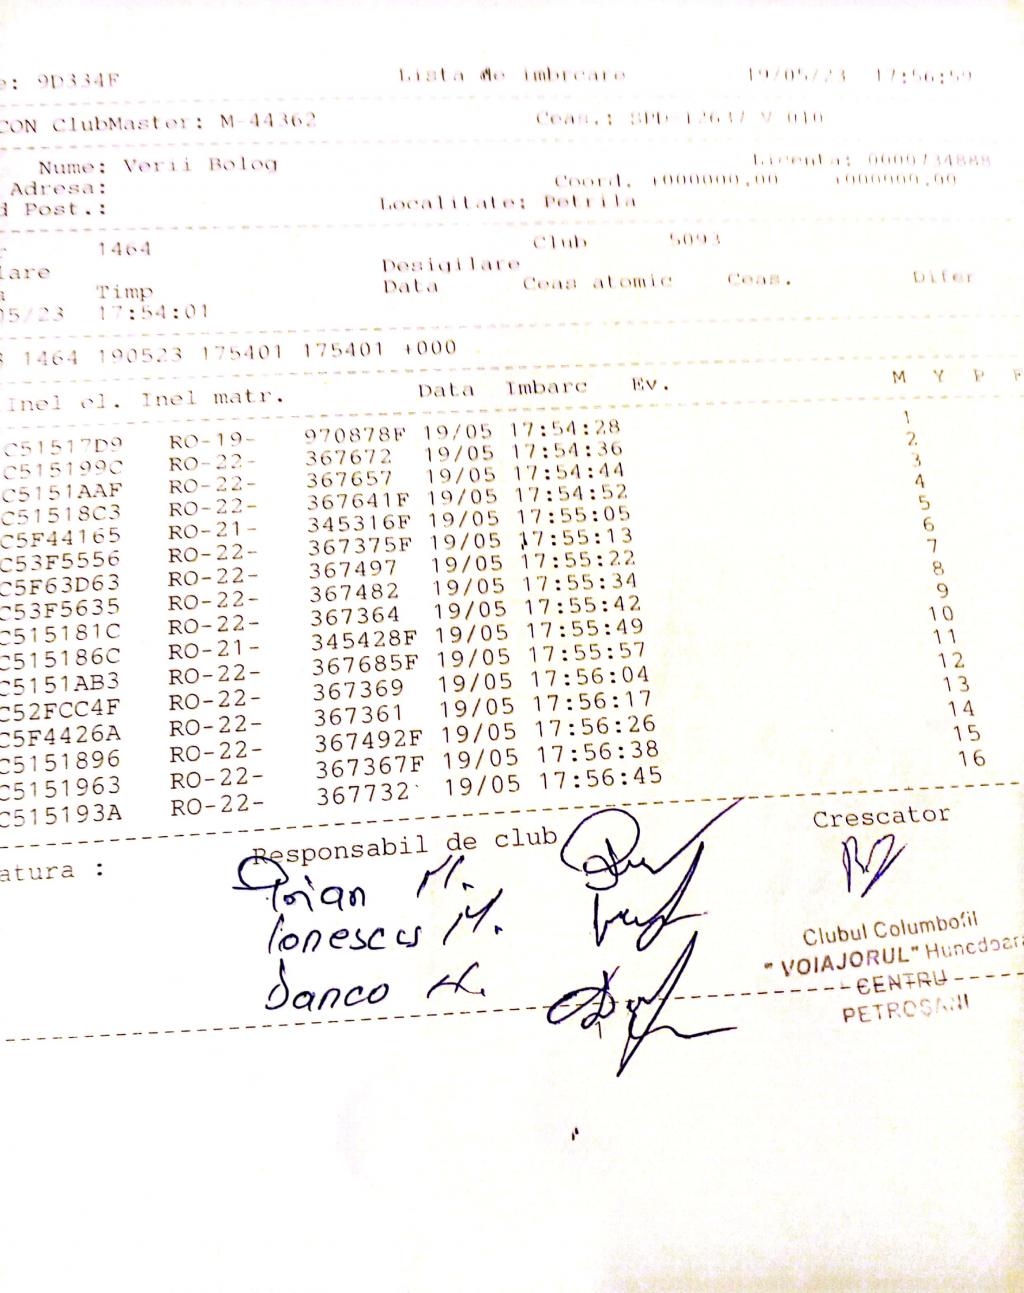 e: 9D334F Lista de imbrcare 19/05/23 17:56:59
CON ClubMaster: M-44362 Ceas.: SPD-12637 V 010
Nume: Verii Bolog Licenta: 0000734888
Adresa: Coord. +000000,00 +000000,00
d Post.: Localitate: Petrila
1464 Club 5093
lare Desigilare
Timp Data Ceas atomic Ceas. Difer
05/23 17:54:01
1464 190523 175401 175401 +000
Inel el. Inel matr. Data Imbarc Ev. M Y P F
C51517D9 RO-19- 970878F 19/05 17:54:28 1
C515199C RO-22- 367672 19/05 17:54:36 2
C5151AAF RO-22- 367657 19/05 17:54:44 3
C51518C3 RO-22- 367641F 19/05 17:54:52 4
C5F44165 RO-21- 345316F 19/05 17:55:05 5
C53F5556 RO-22- 367375F 19/05 17:55:13 6
C5F63D63 RO-22- 367497 19/05 17:55:22 7
C53F5635 RO-22- 367482 19/05 17:55:34 8
C515181C RO-22- 367364 19/05 17:55:42 9
C515186C RO-21- 345428F 19/05 17:55:49 10
C5151AB3 RO-22- 367685F 19/05 17:55:57 11
C52FCC4F RO-22- 367369 19/05 17:56:04 12
C5F4426A RO-22- 367361 19/05 17:56:17 13
C5151896 RO-22- 367492F 19/05 17:56:26 14
C5151963 RO-22- 367367F 19/05 17:56:38 15
C515193A RO-22- 367732 19/05 17:56:45 16
atura : Responsabil de club Crescator
M.
Ionescu M.
Danco
Clubul Columbofil
"VOIAJORUL" Hunedoara
CENTRU
PETROSANI